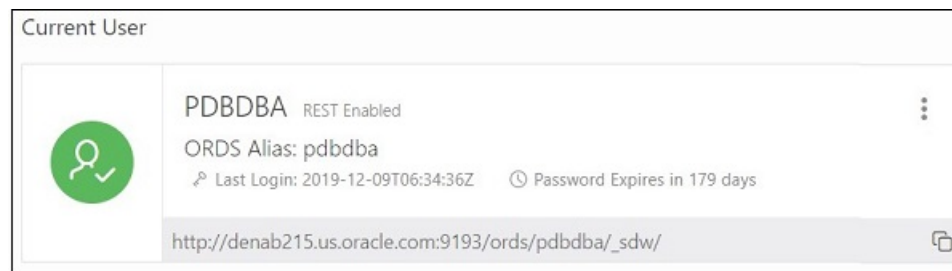 Current User
PDBDBA REST Enabled
ORDS Alias: pdbdba
Last Login: 2019-12-09T06:34:36Z Password Expires in 179 days
http://denab215.us.oracle.com:9193/ords/pdbdba/_sdw/